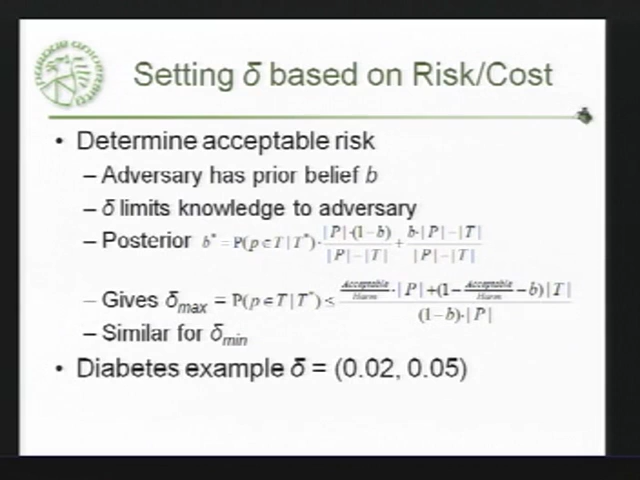 Setting δ based on Risk/Cost
• Determine acceptable risk
– Adversary has prior belief b
– δ limits knowledge to adversary
– Posterior b* = P(p∈T|T*)·|P|·(1−b)/(|P|−|T|) + (b·|P|−|T|)/(|P|−|T|)
– Gives δmax = P(p∈T|T*) ≤ (Acceptable/Harm·|P|+(1−Acceptable/Harm−b)|T|)/((1−b)·|P|)
– Similar for δmin
• Diabetes example δ = (0.02, 0.05)